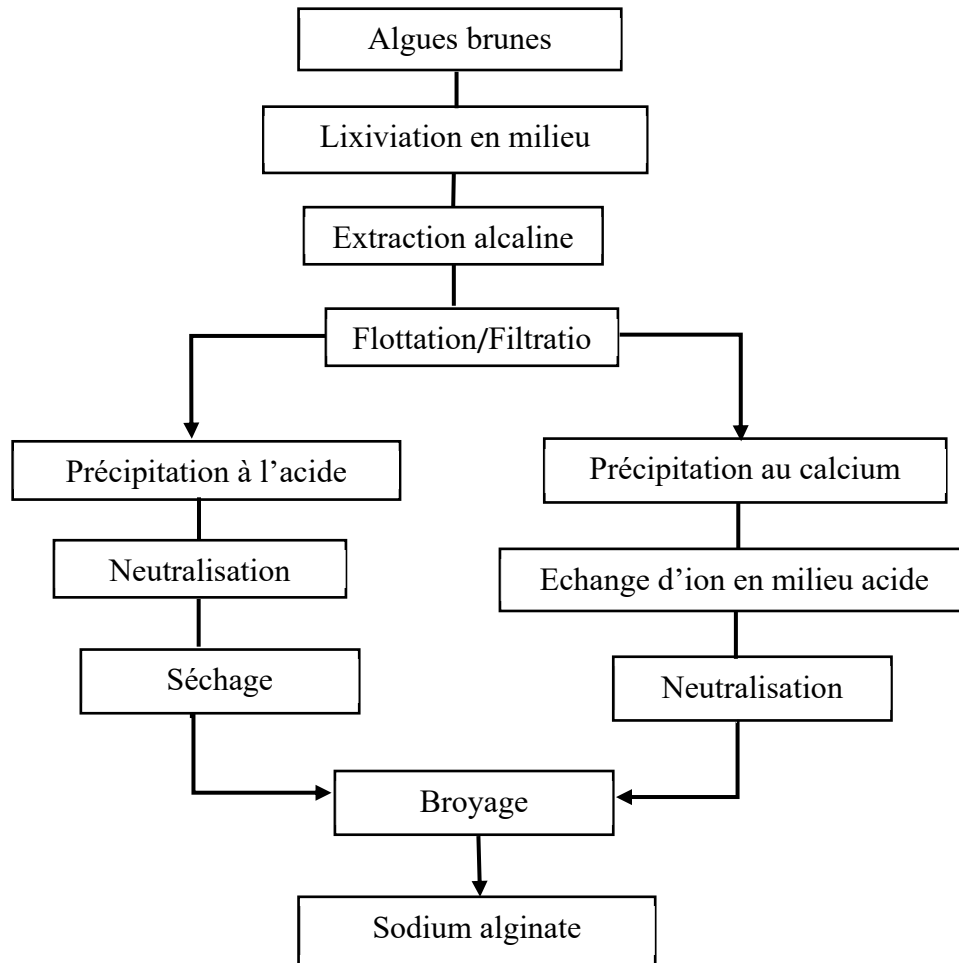 Algues brunes
Lixiviation en milieu
Extraction alcaline
Flottation/Filtratio
Précipitation à l’acide
Neutralisation
Séchage
Précipitation au calcium
Echange d’ion en milieu acide
Neutralisation
Broyage
Sodium alginate